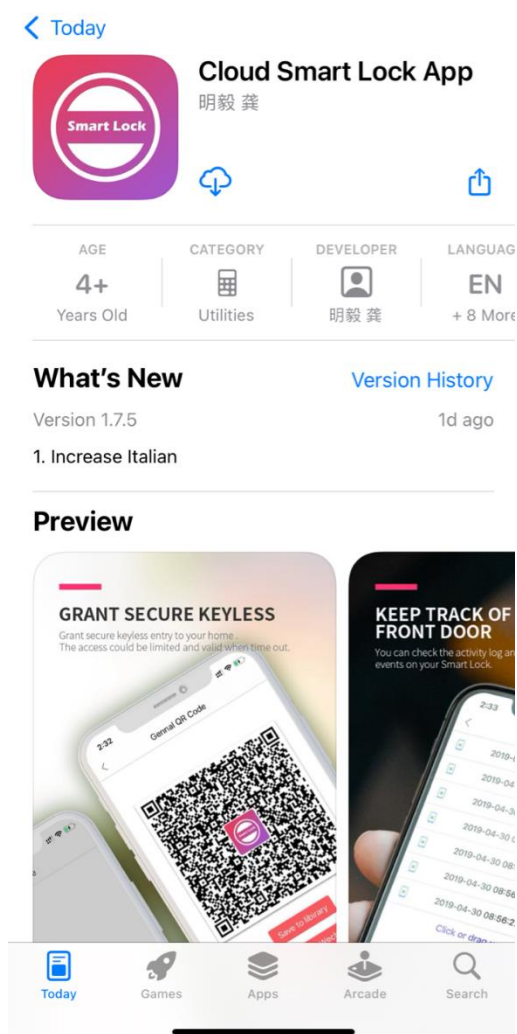 Today
Cloud Smart Lock App
明毅 龚
Smart Lock
AGE
4+
Years Old
CATEGORY
Utilities
DEVELOPER
明毅 龚
LANGUAG
EN
+ 8 More
What's New
Version History
Version 1.7.5
1d ago
1. Increase Italian
Preview
GRANT SECURE KEYLESS
Grant secure keyless entry to your home .
The access could be limited and valid when time out.
2:32
Gennal QR Code
Save to library
KEEP TRACK OF
FRONT DOOR
You can check the activity log an
events on your Smart Lock.
2:33
2019-04-30 08:56
2019-04-30 08:56:2
Click or drag
Today
Games
Apps
Arcade
Search